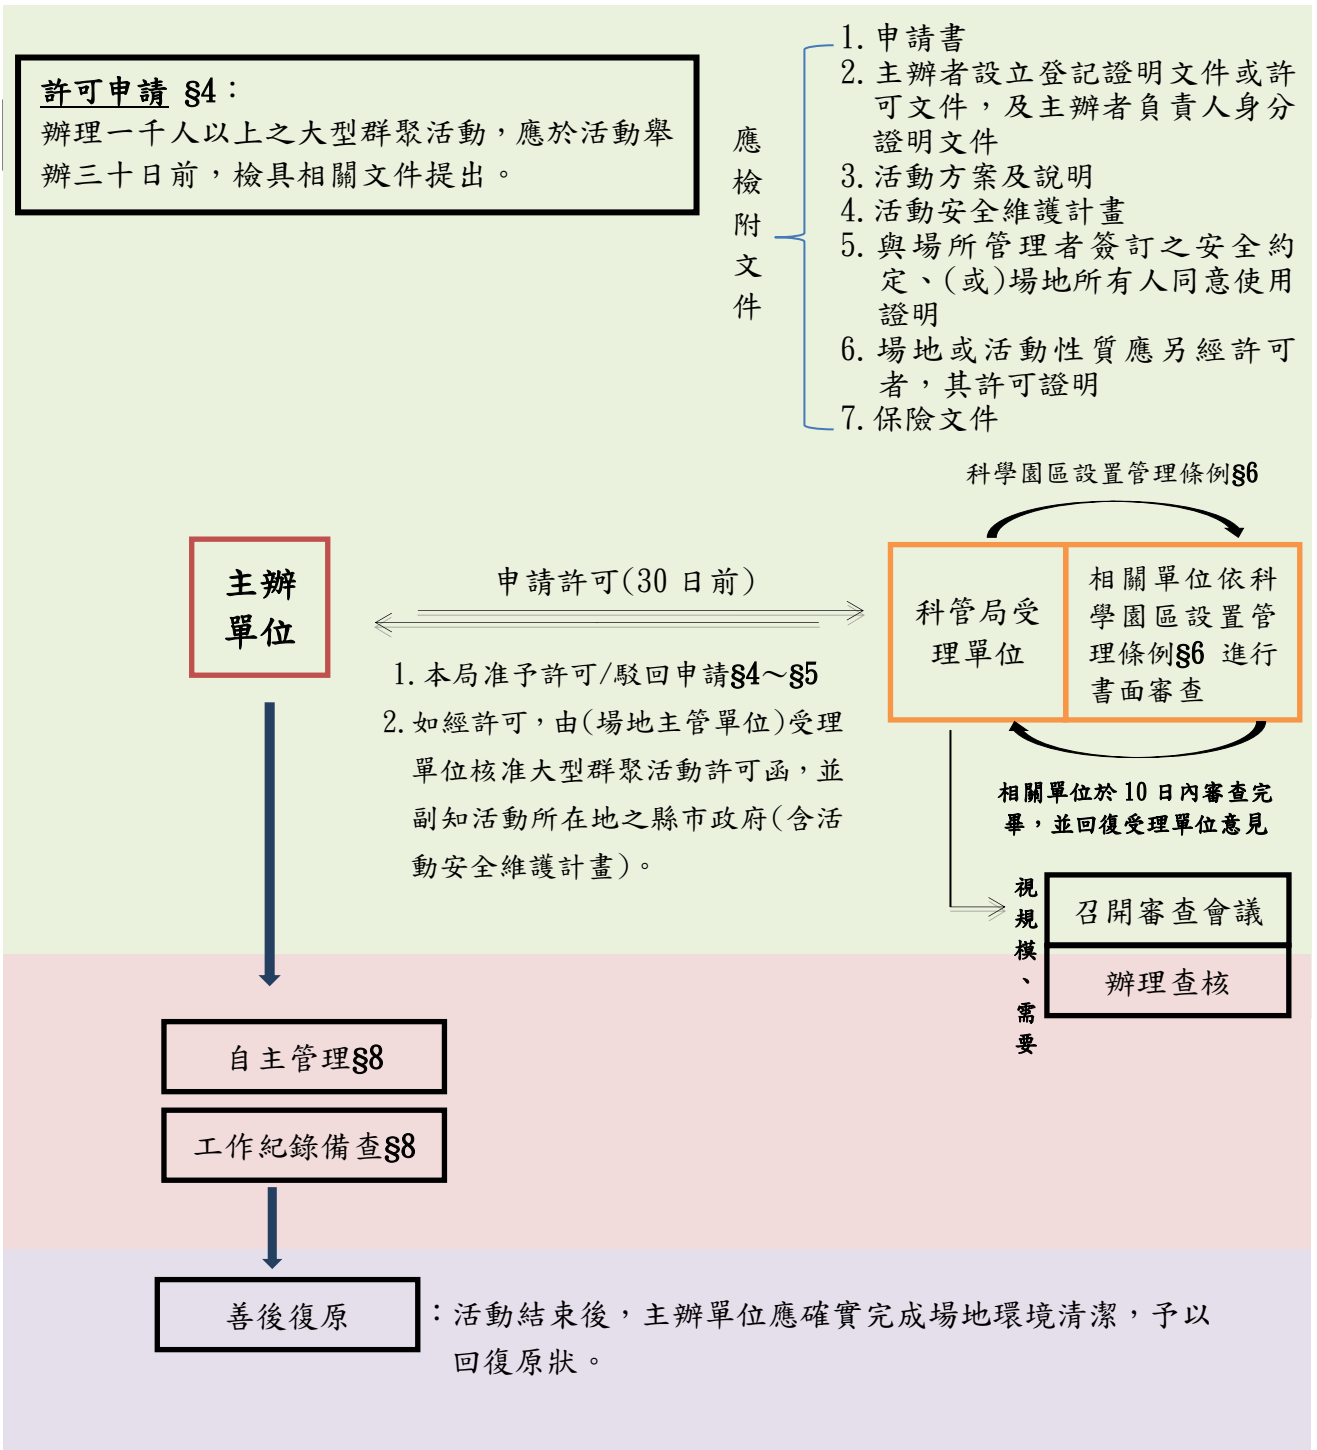 許可申請 §4：
辦理一千人以上之大型群聚活動，應於活動舉
辦三十日前，檢具相關文件提出。
應
檢
附
文
件
1. 申請書
2. 主辦者設立登記證明文件或許
可文件，及主辦者負責人身分
證明文件
3. 活動方案及說明
4. 活動安全維護計畫
5. 與場所管理者簽訂之安全約
定、(或)場地所有人同意使用
證明
6. 場地或活動性質應另經許可
者，其許可證明
7. 保險文件
科學園區設置管理條例§6
主辦
單位
申請許可(30 日前)
科管局受
理單位
相關單位依科
學園區設置管
理條例§6 進行
書面審查
1. 本局准予許可/駁回申請§4～§5
2. 如經許可，由(場地主管單位)受理
單位核准大型群聚活動許可函，並
副知活動所在地之縣市政府(含活
動安全維護計畫)。
相關單位於 10 日內審查完
畢，並回復受理單位意見
視
規
模
、
需
要
召開審查會議
辦理查核
自主管理§8
工作紀錄備查§8
善後復原
：活動結束後，主辦單位應確實完成場地環境清潔，予以
回復原狀。